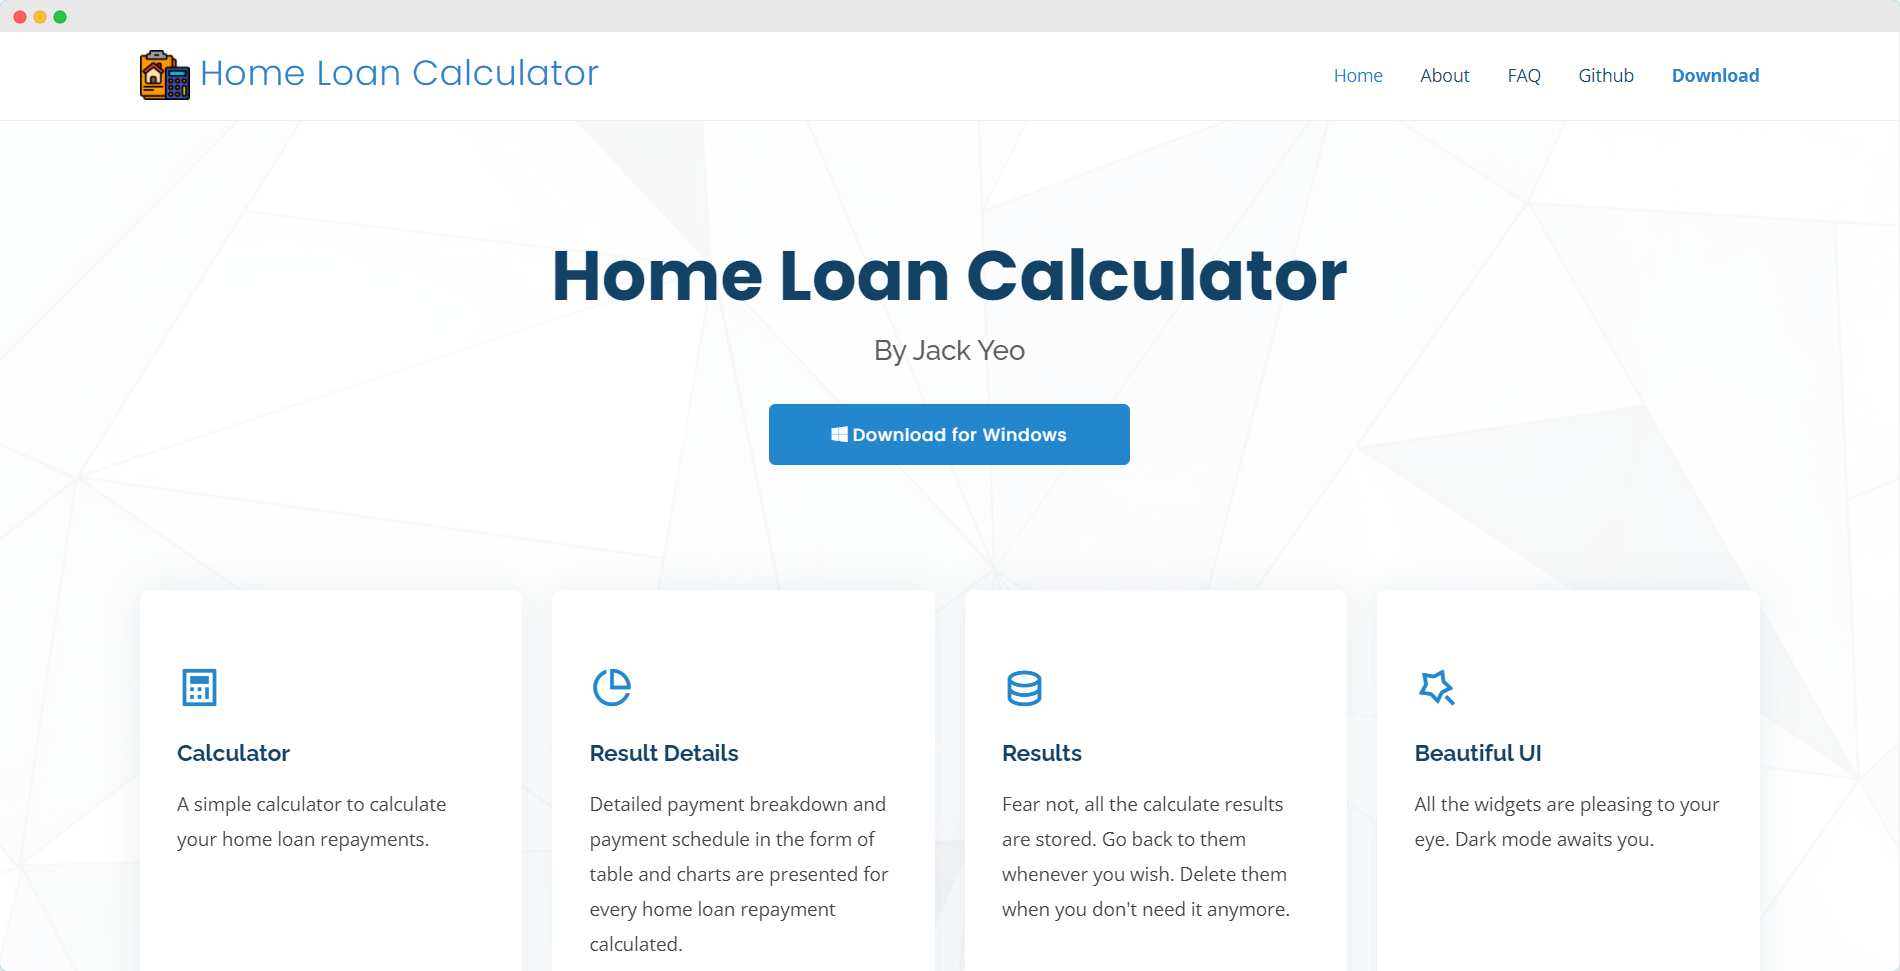 Home Loan Calculator
Home About FAQ Github Download
Home Loan Calculator
By Jack Yeo
Download for Windows
Calculator
A simple calculator to calculate
your home loan repayments.
Result Details
Detailed payment breakdown and
payment schedule in the form of
table and charts are presented for
every home loan repayment
calculated.
Results
Fear not, all the calculate results
are stored. Go back to them
whenever you wish. Delete them
when you don't need it anymore.
Beautiful UI
All the widgets are pleasing to your
eye. Dark mode awaits you.